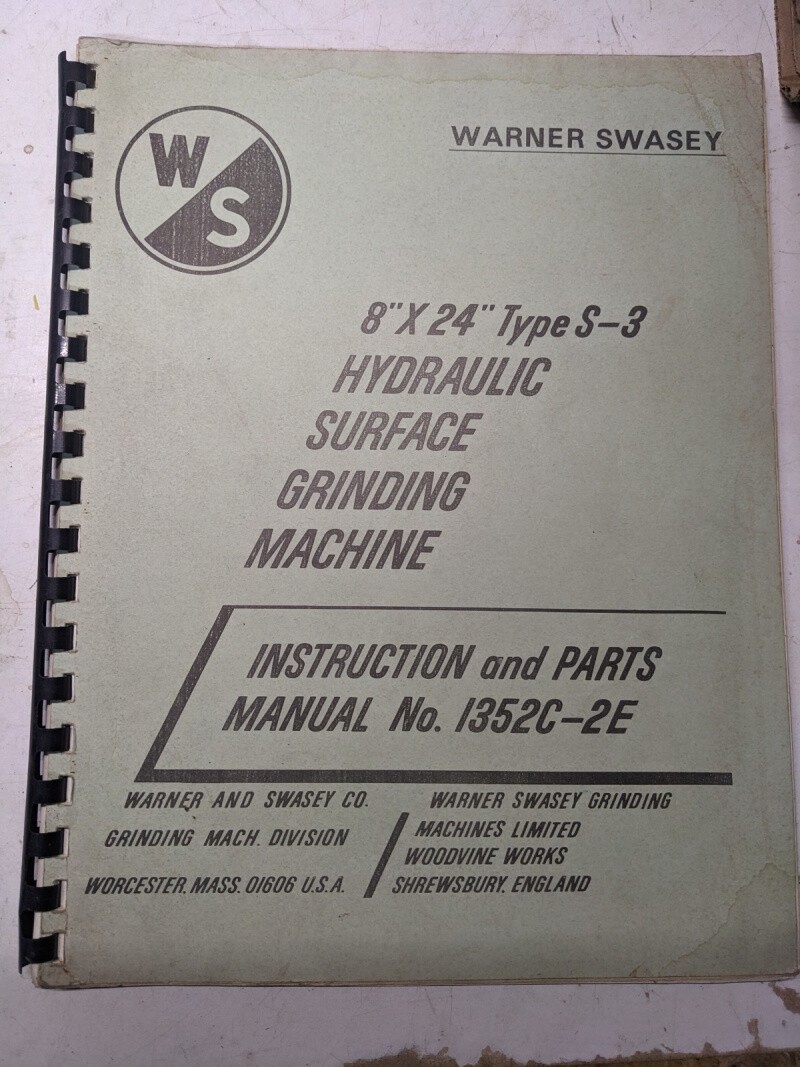 W
S
WARNER SWASEY
8"X 24" Type S-3
HYDRAULIC
SURFACE
GRINDING
MACHINE
INSTRUCTION and PARTS
MANUAL No. 1352C-2E
WARNER AND SWASEY CO.
GRINDING MACH. DIVISION
WORCESTER. MASS. 01606 U.S.A.
WARNER SWASEY GRINDING
MACHINES LIMITED
WOODVINE WORKS
SHREWSBURY. ENGLAND